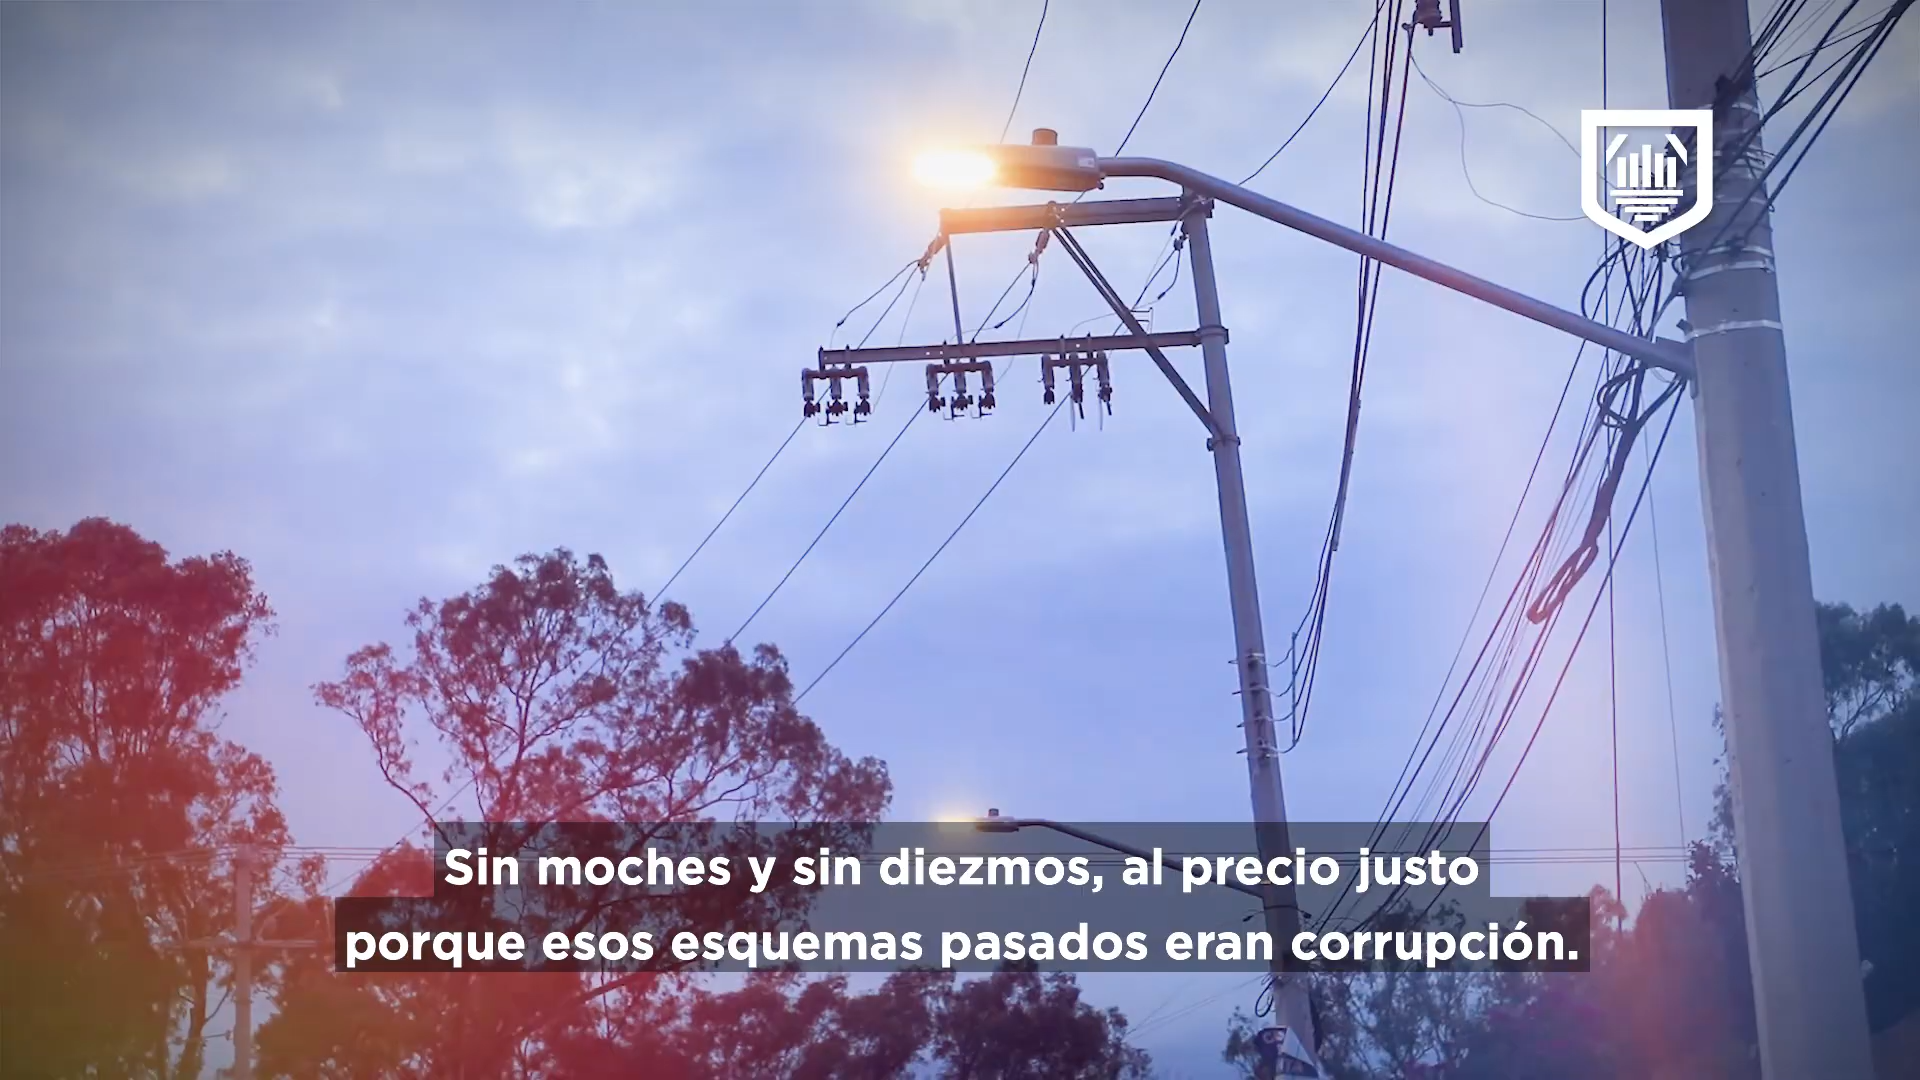 Sin moches y sin diezmos, al precio justo
porque esos esquemas pasados eran corrupción.